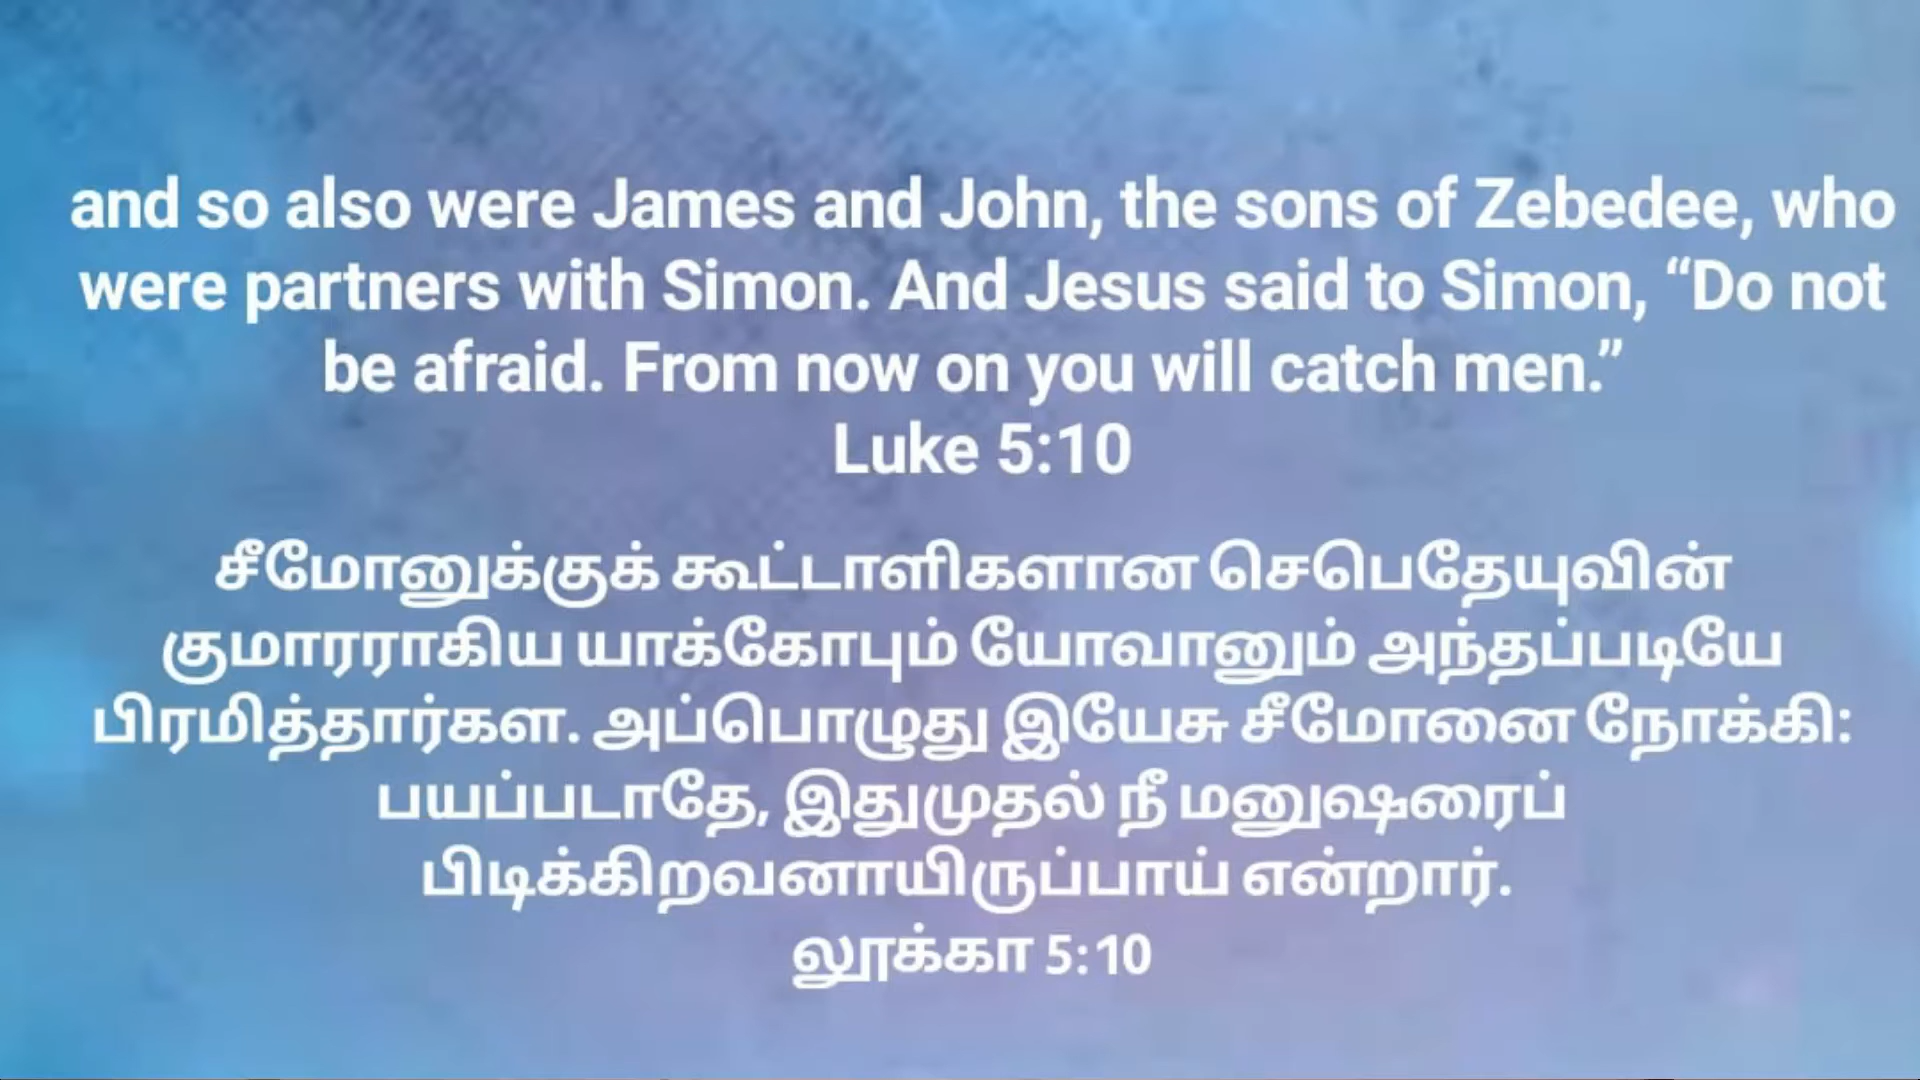 and so also were James and John, the sons of Zebedee, who
were partners with Simon. And Jesus said to Simon, “Do not
be afraid. From now on you will catch men.”
Luke 5:10
சீமோனுக்குக் கூட்டாளிகளான செபெதேயுவின்
குமாரராகிய யாக்கோபும் யோவானும் அந்தப்படியே
பிரமித்தார்கள. அப்பொழுது இயேசு சீமோனை நோக்கி:
பயப்படாதே, இதுமுதல் நீ மனுஷரைப்
பிடிக்கிறவனாயிருப்பாய் என்றார்.
லூக்கா 5:10